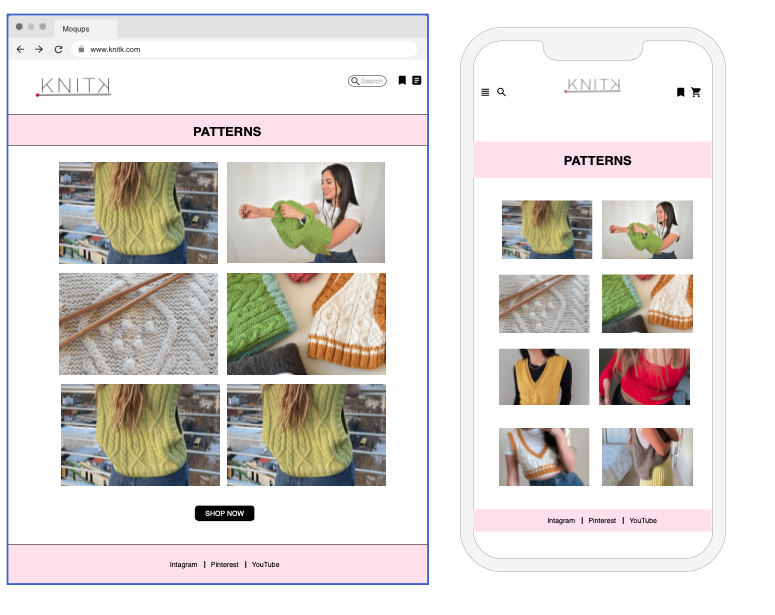 Moqups
www.knitk.com
KNITK
Search
PATTERNS
SHOP NOW
Intagram | Pinterest | YouTube
KNITK
PATTERNS
Intagram | Pinterest | YouTube